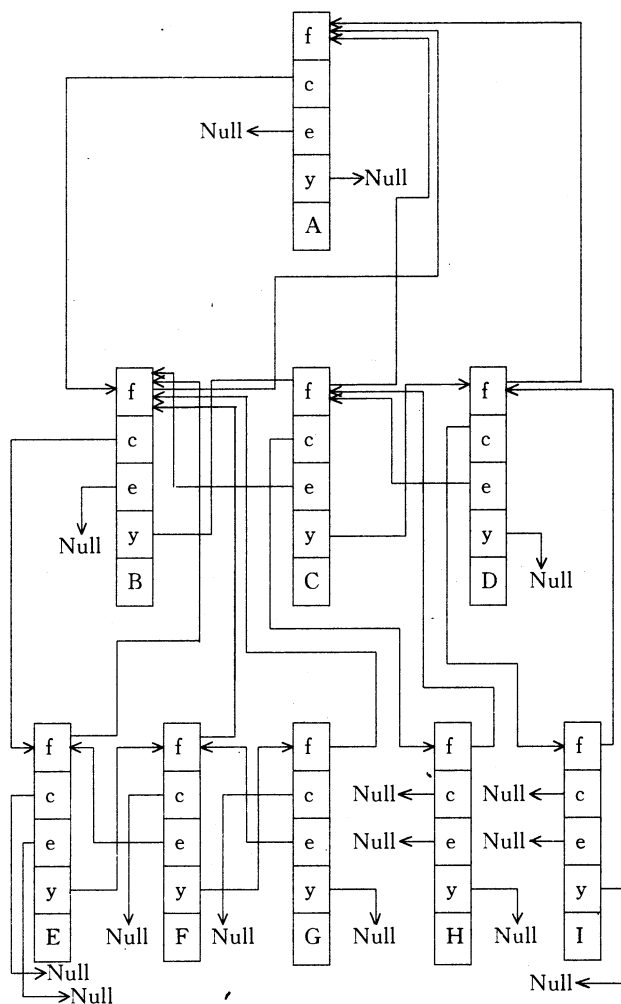 f
c
Null e
y Null
A
f f f
c c c
e e e
Null y y y
B C D Null
f f f f f
c c c Null c Null c
e e e Null e Null e
y y y y y
E Null F Null G Null H Null I
Null
Null Null